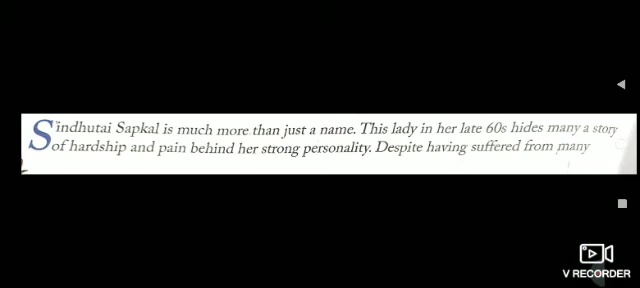 Sindhutai Sapkal is much more than just a name. This lady in her late 60s hides many a story
of hardship and pain behind her strong personality. Despite having suffered from many
V RECORDER